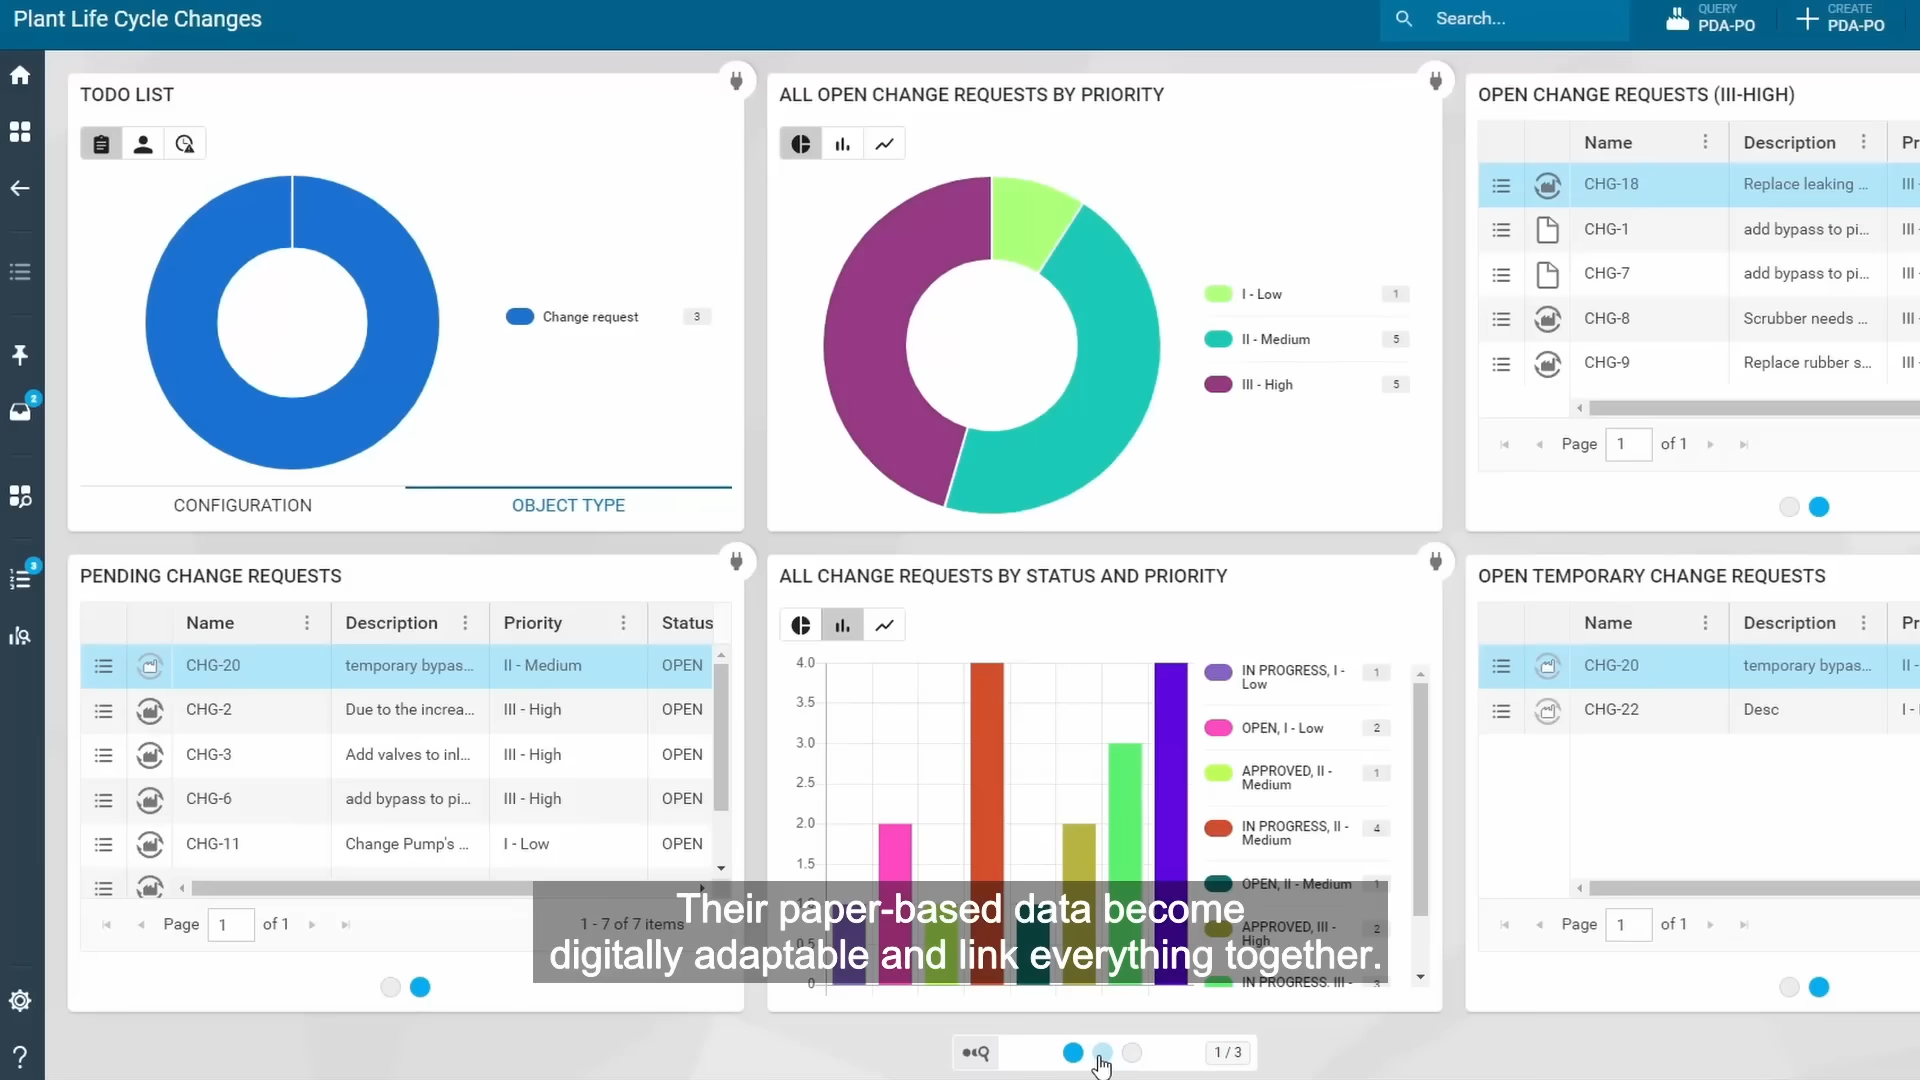 Plant Life Cycle Changes
Search...
QUERY
PDA-PO
CREATE
PDA-PO
TODO LIST
Change request 3
CONFIGURATION OBJECT TYPE
ALL OPEN CHANGE REQUESTS BY PRIORITY
I - Low 1
II - Medium 5
III - High 5
OPEN CHANGE REQUESTS (III-HIGH)
Name Description Pr
CHG-18 Replace leaking ... III -
CHG-1 add bypass to pi... III -
CHG-7 add bypass to pi... III -
CHG-8 Scrubber needs ... III -
CHG-9 Replace rubber s... III -
Page 1 of 1
2
3
PENDING CHANGE REQUESTS
Name Description Priority Status
CHG-20 temporary bypas... II - Medium OPEN
CHG-2 Due to the increa... III - High OPEN
CHG-3 Add valves to inl... III - High OPEN
CHG-6 add bypass to pi... III - High OPEN
CHG-11 Change Pump's ... I - Low OPEN
Page 1 of 1 1 - 7 of 7 items
ALL CHANGE REQUESTS BY STATUS AND PRIORITY
4.0
3.5
3.0
2.5
2.0
1.5
0.5
0
IN PROGRESS, I -
Low 1
OPEN, I - Low 2
APPROVED, II -
Medium 1
IN PROGRESS, II -
Medium 4
OPEN, II - Medium 1
APPROVED, III -
High 2
IN PROGRESS, III - 3
OPEN TEMPORARY CHANGE REQUESTS
Name Description Pr
CHG-20 temporary bypas... II -
CHG-22 Desc I -
Page 1 of 1
Their paper-based data become
digitally adaptable and link everything together.
1 / 3